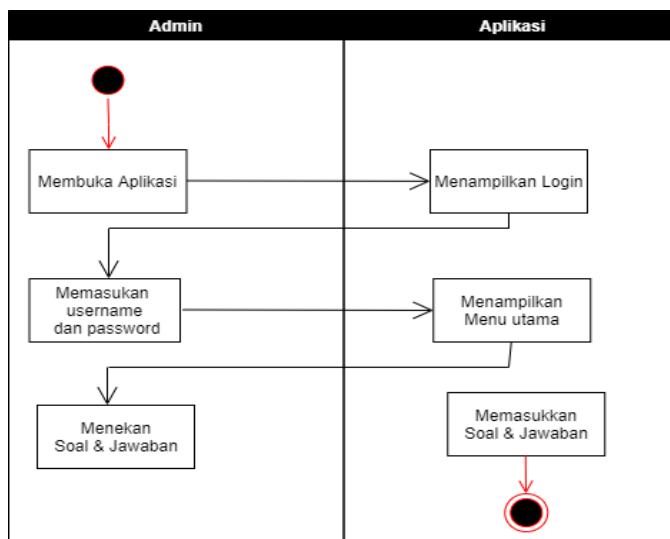 Admin
Aplikasi
Membuka Aplikasi
Menampilkan Login
Memasukan
username
dan password
Menampilkan
Menu utama
Menekan
Soal & Jawaban
Memasukkan
Soal & Jawaban